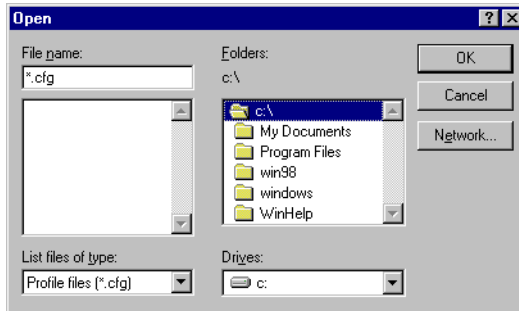 Open
File name:
*.cfg
List files of type:
Profile files (*.cfg)
Folders:
c:\
c:\
My Documents
Program Files
win98
windows
WinHelp
Drives:
c:
OK
Cancel
Network...